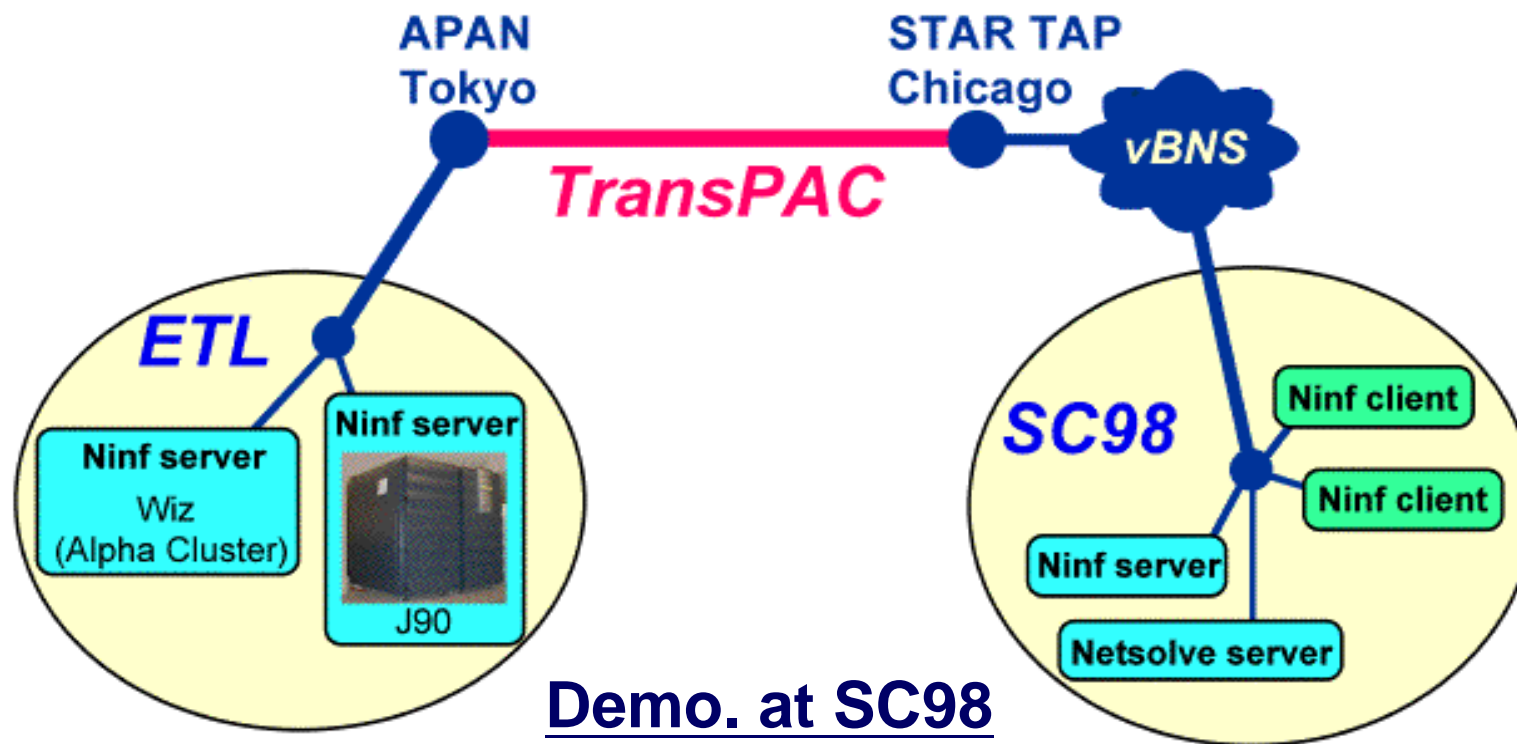 APAN
Tokyo
STAR TAP
Chicago
vBNS
TransPAC
ETL
Ninf server
Wiz
(Alpha Cluster)
Ninf server
J90
SC98
Ninf client
Ninf client
Ninf server
Netsolve server
Demo. at SC98